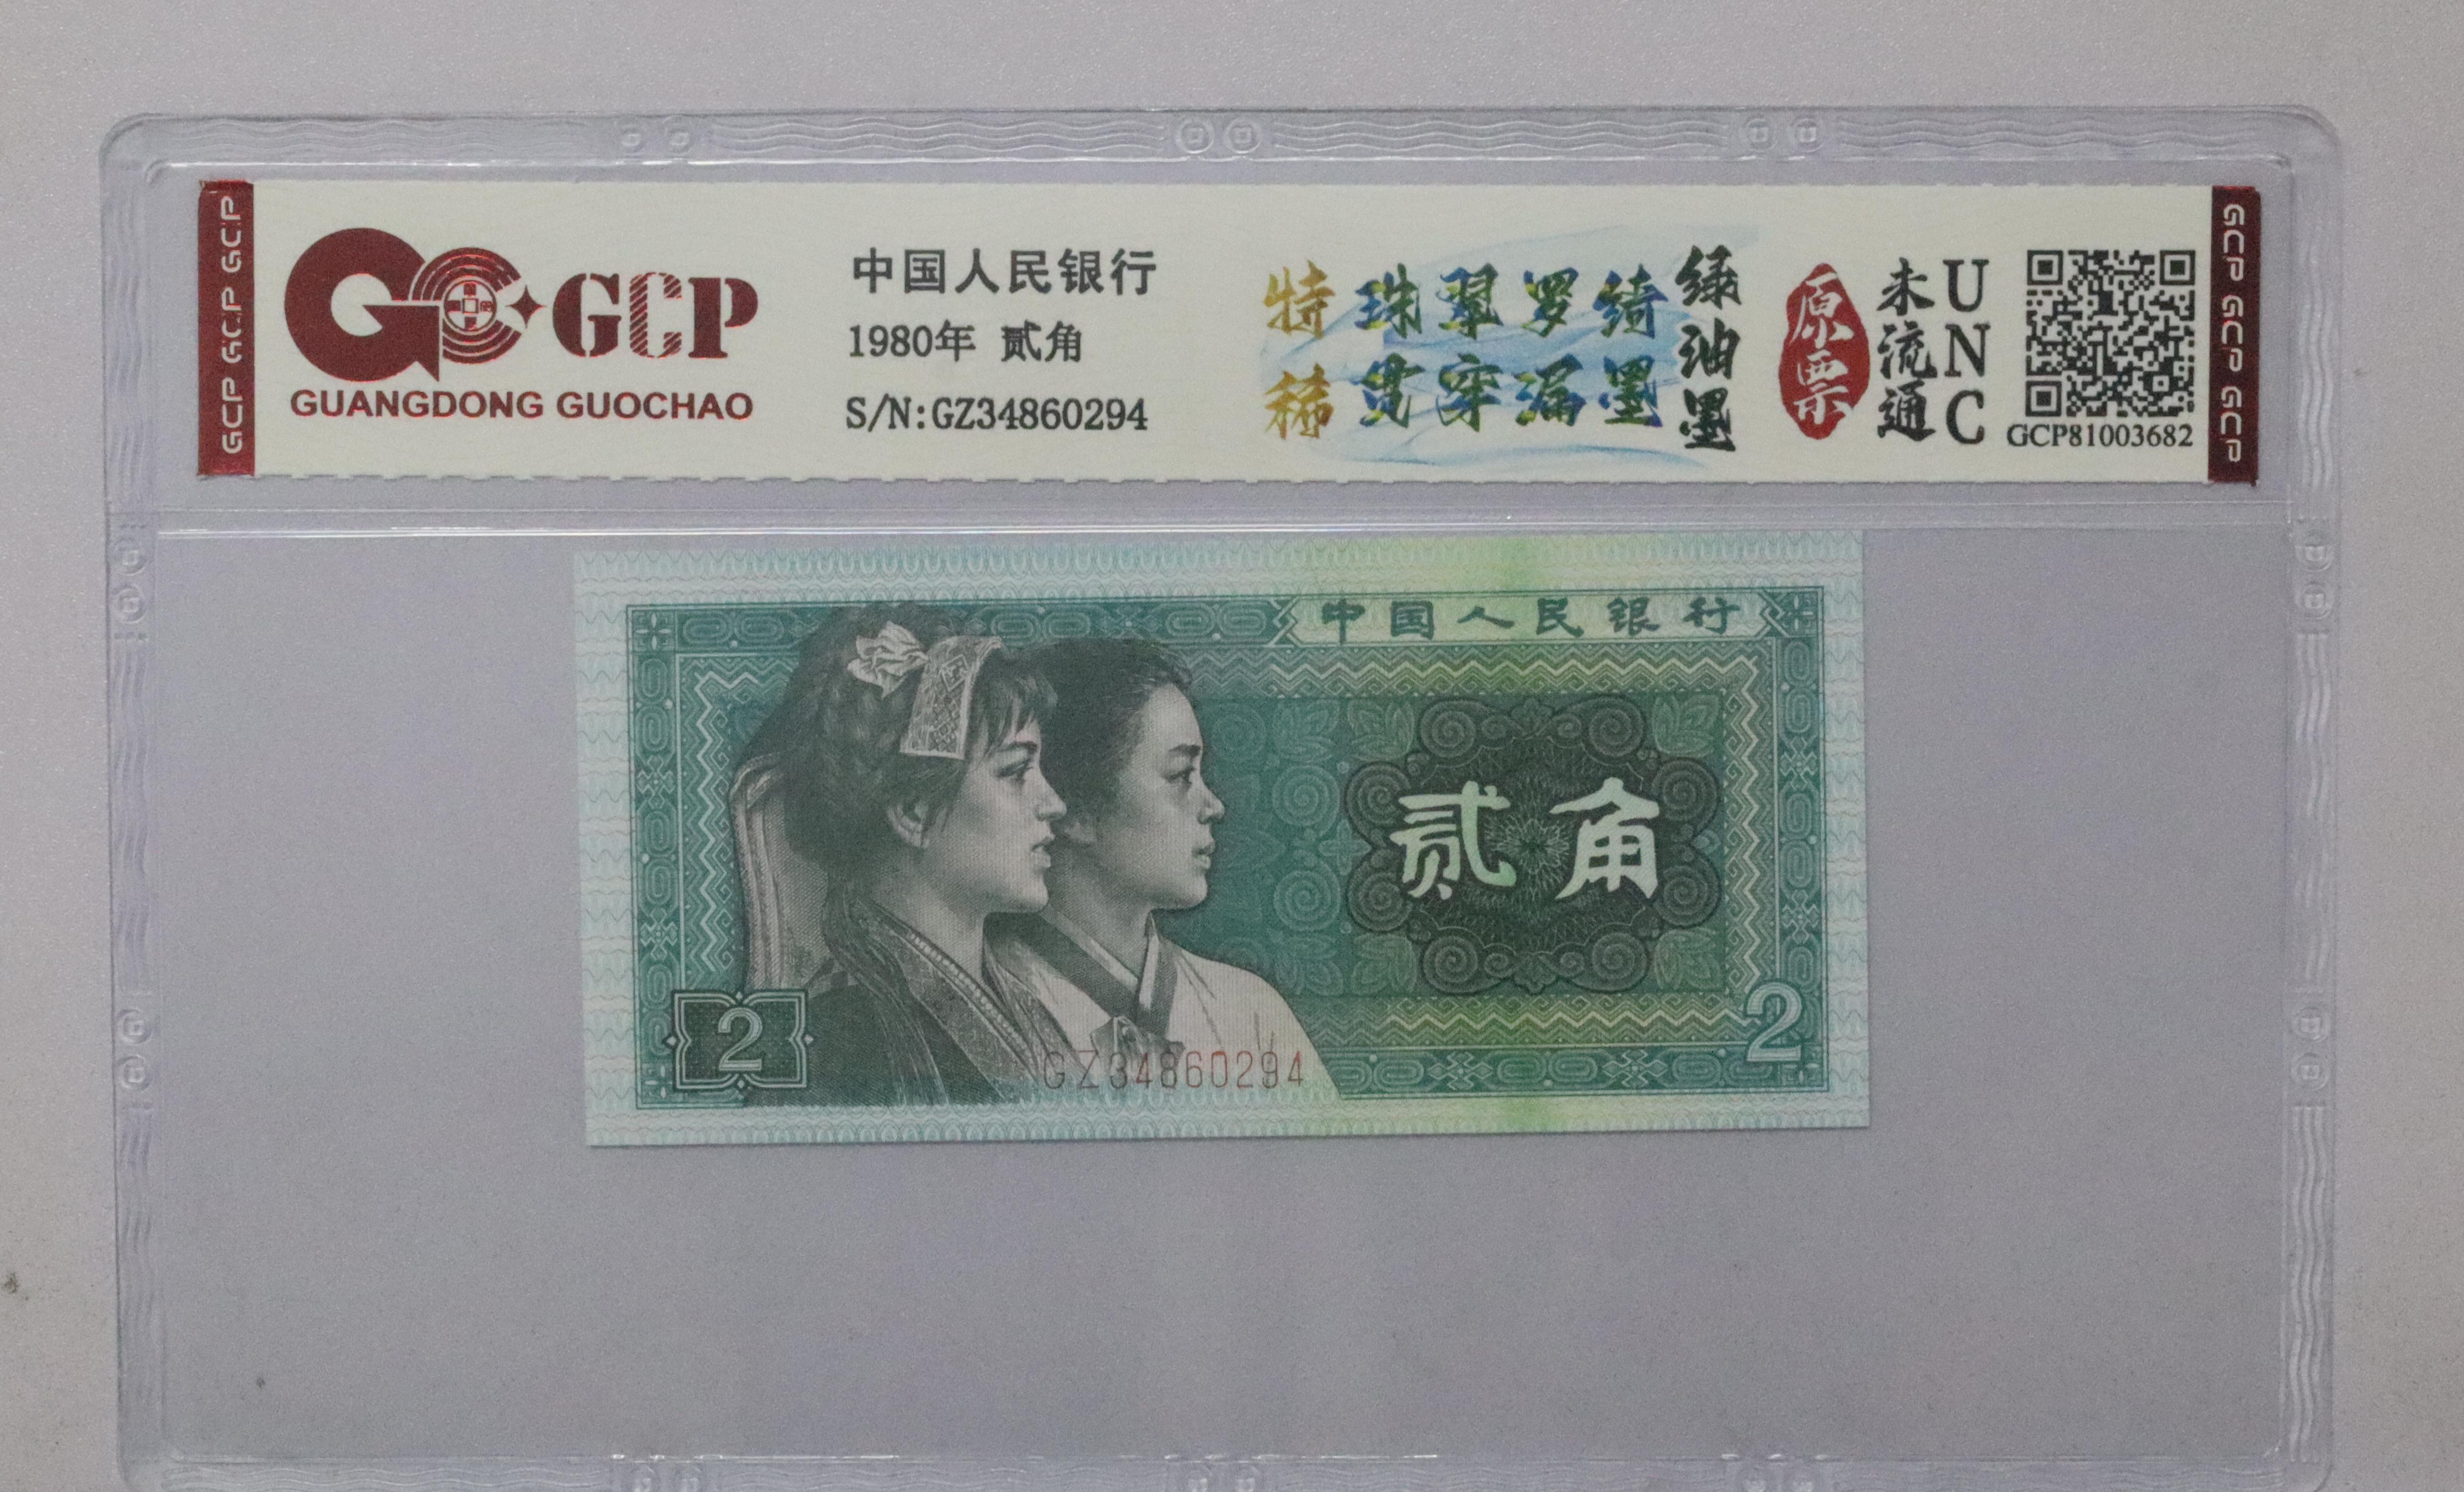 GCP GCP GCP
GCP
GUANGDONG GUOCHAO
中国人民银行
1980年 贰角
S/N:GZ34860294
特稀
珠翠罗绮
贯穿漏墨
绿油墨
原票
未流通
UNC
GCP81003682
GCP GCP GCP
中国人民银行
贰角
2
GZ34860294
2